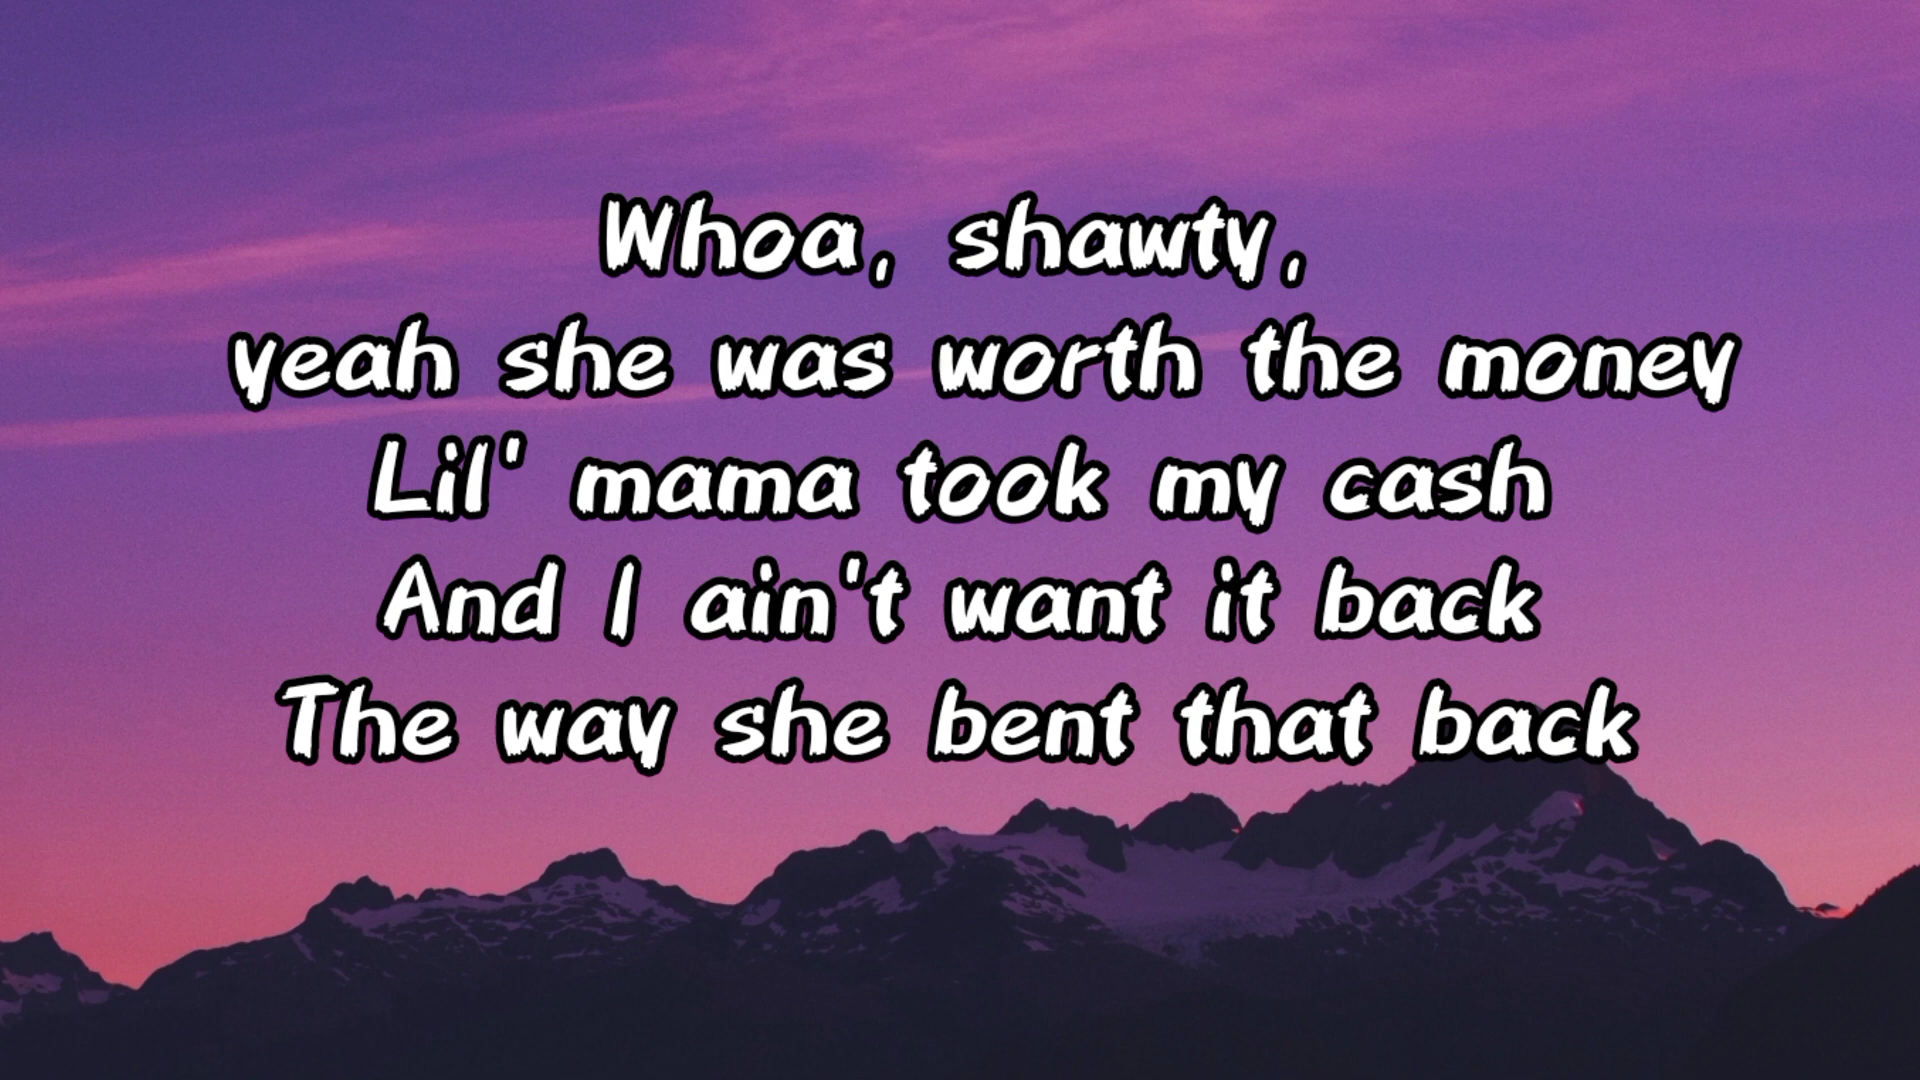 Whoa, shawty,
yeah she was worth the money
Lil' mama took my cash
And I ain't want it back
The way she bent that back